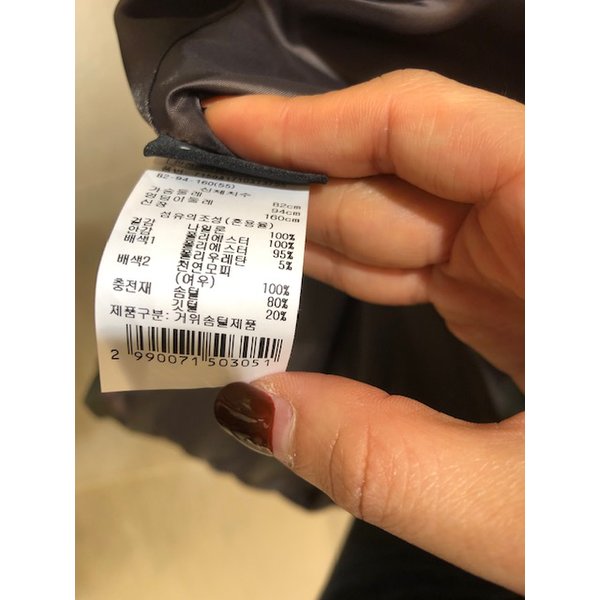 82-94-160(55)
신체치수
가슴둘레 82cm
엉덩이둘레 94cm
신장 160cm
섬유의조성(혼용률)
겉감 나일론 100%
안감 폴리에스터 100%
배색1 폴리에스터 95%
폴리우레탄 5%
배색2 천연모피
(여우) 100%
충전재 솜털 80%
깃털 20%
제품구분: 거위솜털제품
2 990071 503051